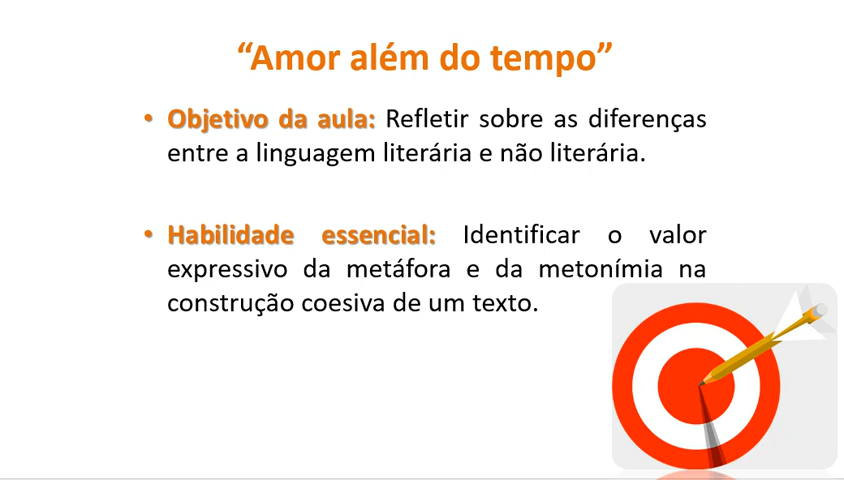 “Amor além do tempo”
• Objetivo da aula: Refletir sobre as diferenças
entre a linguagem literária e não literária.
• Habilidade essencial: Identificar o valor
expressivo da metáfora e da metonímia na
construção coesiva de um texto.